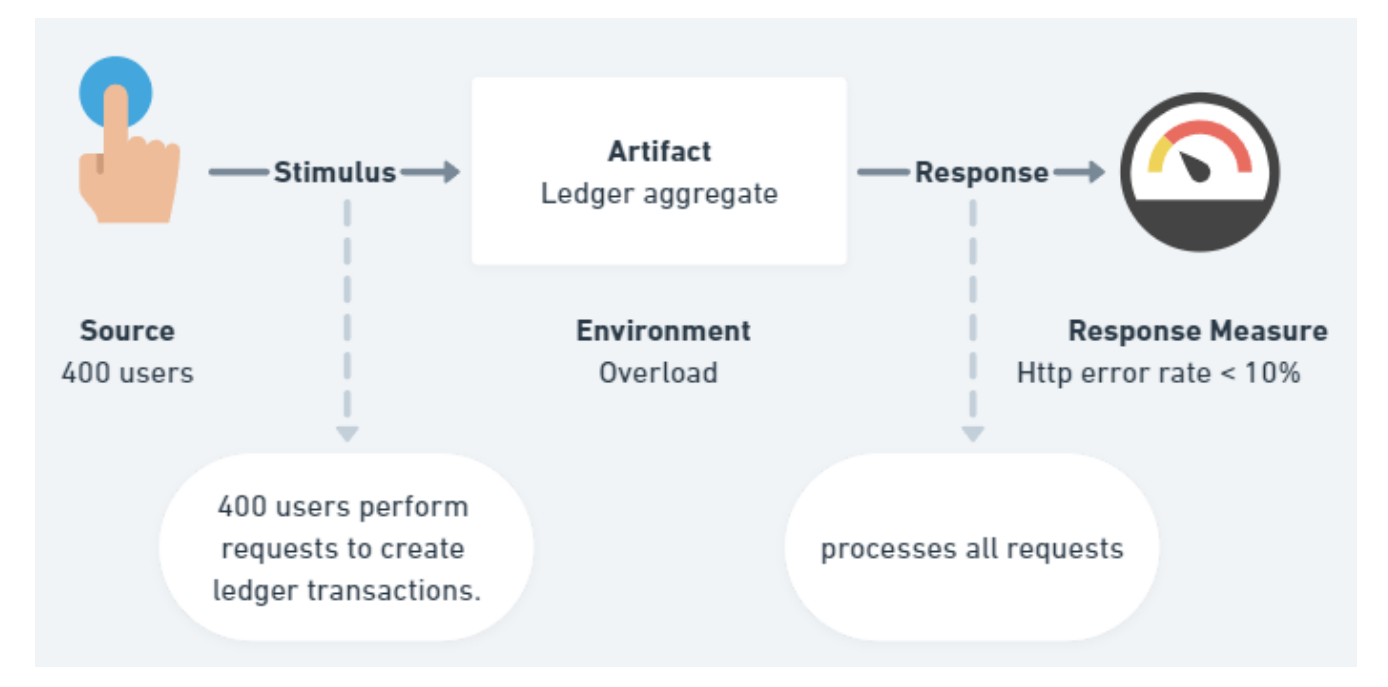 Stimulus
Artifact
Ledger aggregate
Response
Source
400 users
Environment
Overload
Response Measure
Http error rate < 10%
400 users perform
requests to create
ledger transactions.
processes all requests